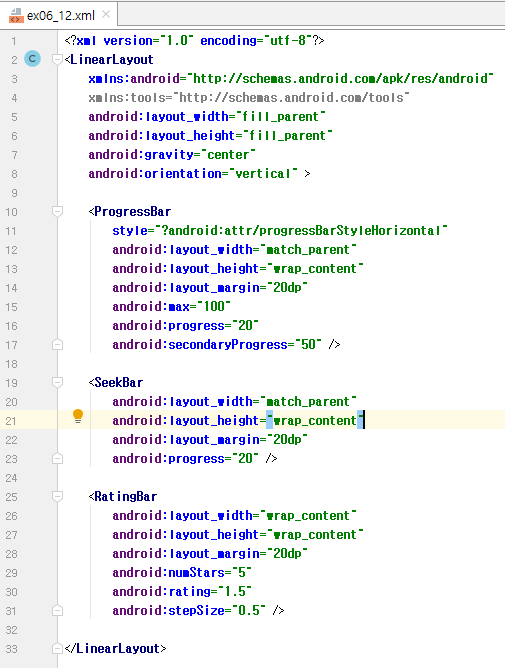 ex06_12.xml ×
1 <?xml version="1.0" encoding="utf-8"?>
2 C <LinearLayout
3 xmlns:android="http://schemas.android.com/apk/res/android"
4 xmlns:tools="http://schemas.android.com/tools"
5 android:layout_width="fill_parent"
6 android:layout_height="fill_parent"
7 android:gravity="center"
8 android:orientation="vertical" >
9
10 <ProgressBar
11 style="?android:attr/progressBarStyleHorizontal"
12 android:layout_width="match_parent"
13 android:layout_height="wrap_content"
14 android:layout_margin="20dp"
15 android:max="100"
16 android:progress="20"
17 android:secondaryProgress="50" />
18
19 <SeekBar
20 android:layout_width="match_parent"
21 android:layout_height="wrap_content"
22 android:layout_margin="20dp"
23 android:progress="20" />
24
25 <RatingBar
26 android:layout_width="wrap_content"
27 android:layout_height="wrap_content"
28 android:layout_margin="20dp"
29 android:numStars="5"
30 android:rating="1.5"
31 android:stepSize="0.5" />
32
33 </LinearLayout>